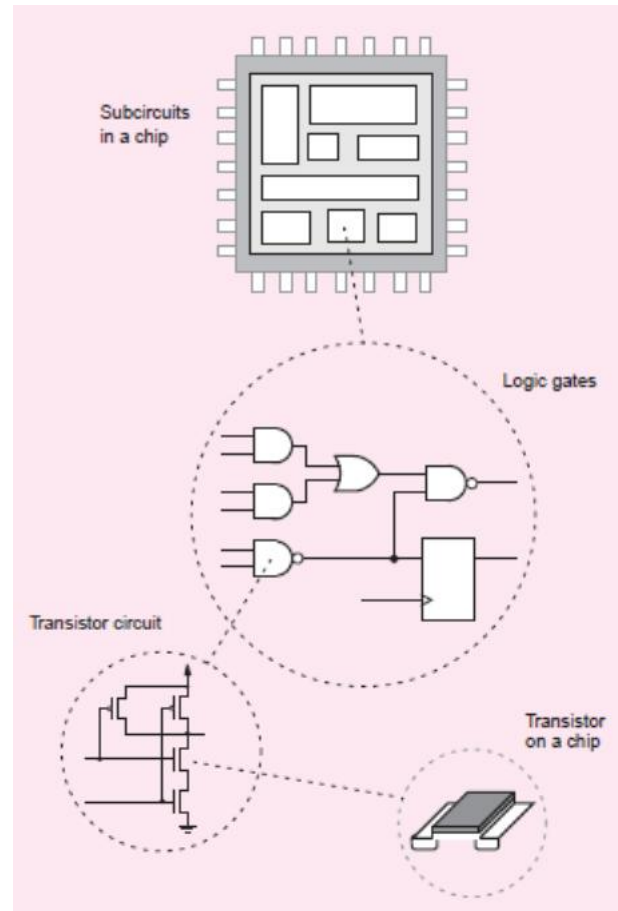 Subcircuits
in a chip
Logic gates
Transistor circuit
Transistor
on a chip